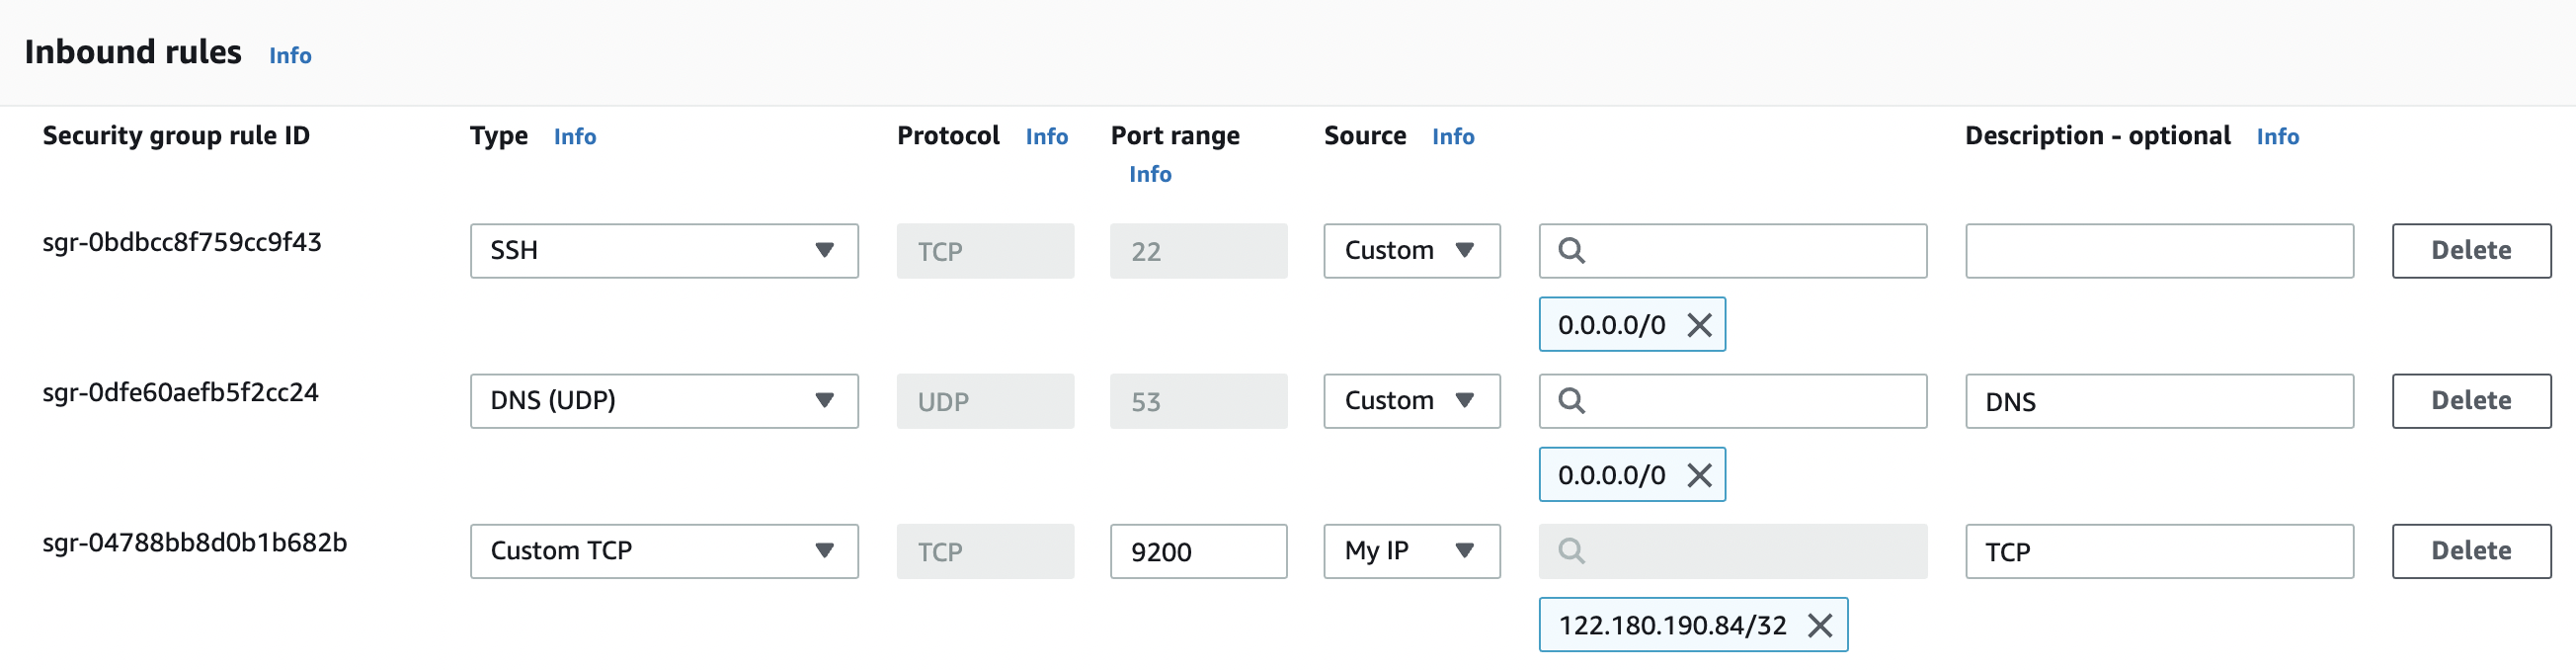 Inbound rules Info
Security group rule ID Type Info Protocol Info Port range Info Source Info Description - optional Info
sgr-0bdbcc8f759cc9f43 SSH TCP 22 Custom Delete
0.0.0.0/0
sgr-0dfe60aefb5f2cc24 DNS (UDP) UDP 53 Custom DNS Delete
0.0.0.0/0
sgr-04788bb8d0b1b682b Custom TCP TCP 9200 My IP TCP Delete
122.180.190.84/32